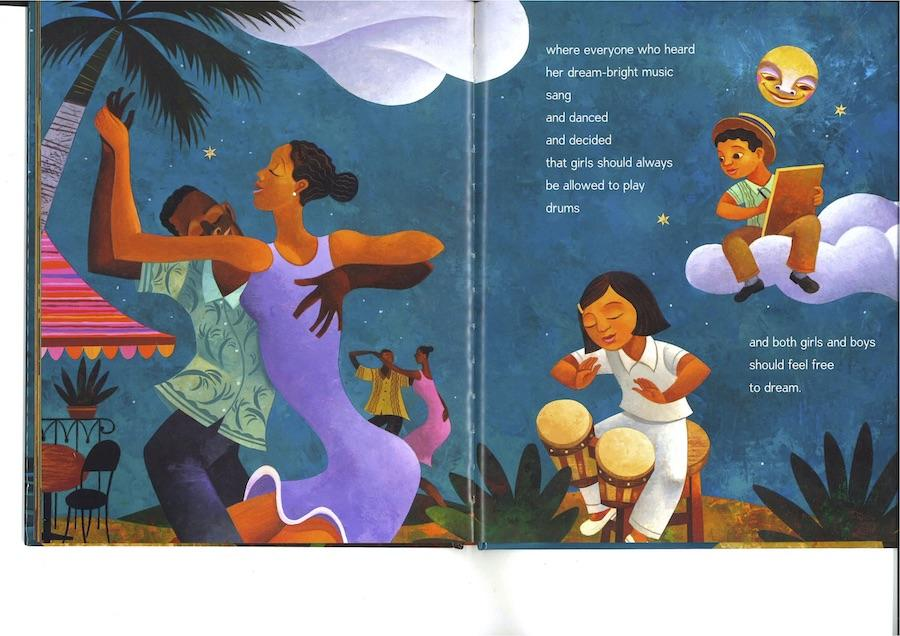 where everyone who heard
her dream-bright music
sang
and danced
and decided
that girls should always
be allowed to play
drums
and both girls and boys
should feel free
to dream.